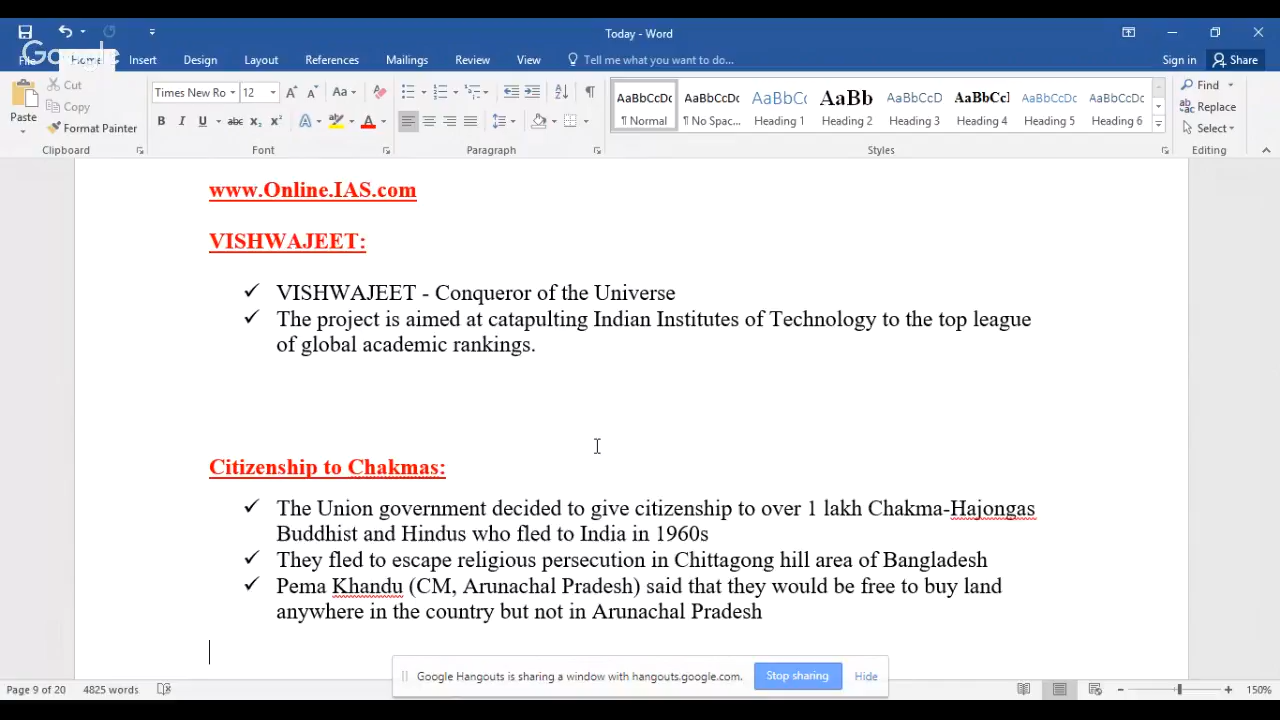 Today - Word
Google
File Home Insert Design Layout References Mailings Review View Tell me what you want to do... Sign in Share
Paste Cut Copy Format Painter
Times New Ro 12 Aa
B I U abc x₂ x² A A
AaBbCcDc AaBbCcDc AaBbCc AaBb AaBbCcD AaBbCcI AaBbCcDc AaBbCcDc
¶ Normal ¶ No Spac... Heading 1 Heading 2 Heading 3 Heading 4 Heading 5 Heading 6
Find
Replace
Select
Clipboard Font Paragraph Styles Editing
www.Online.IAS.com
VISHWAJEET:
✓ VISHWAJEET - Conqueror of the Universe
✓ The project is aimed at catapulting Indian Institutes of Technology to the top league
of global academic rankings.
Citizenship to Chakmas:
✓ The Union government decided to give citizenship to over 1 lakh Chakma-Hajongas
Buddhist and Hindus who fled to India in 1960s
✓ They fled to escape religious persecution in Chittagong hill area of Bangladesh
✓ Pema Khandu (CM, Arunachal Pradesh) said that they would be free to buy land
anywhere in the country but not in Arunachal Pradesh
Google Hangouts is sharing a window with hangouts.google.com. Stop sharing Hide
Page 9 of 20 4825 words 150%